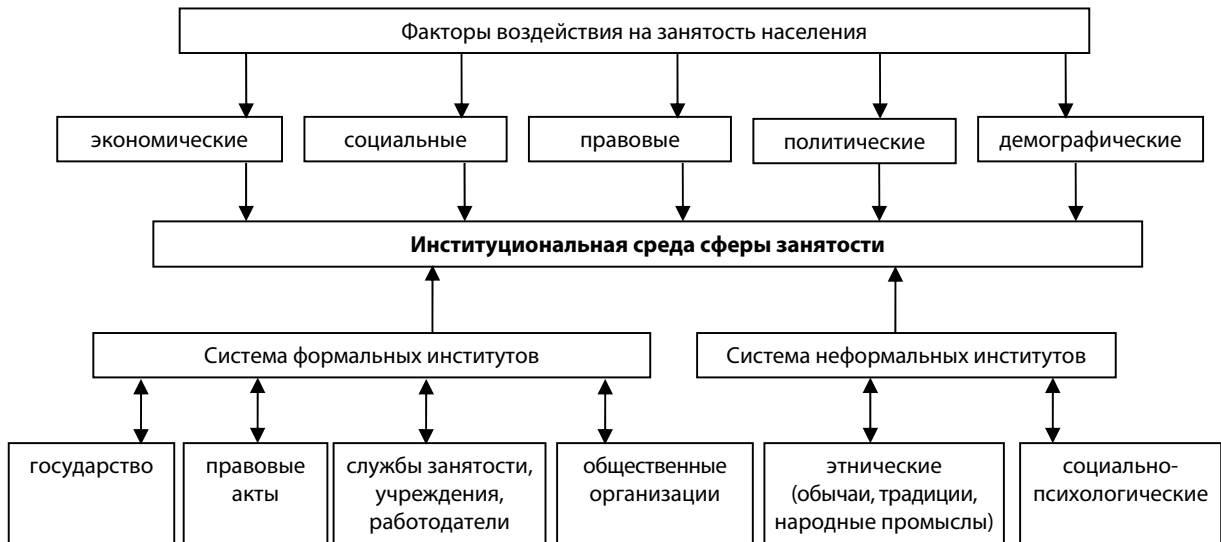 Факторы воздействия на занятость населения
экономические
социальные
правовые
политические
демографические
Институциональная среда сферы занятости
Система формальных институтов
Система неформальных институтов
государство
правовые
акты
службы занятости,
учреждения,
работодатели
общественные
организации
этнические
(обычаи, традиции,
народные промыслы)
социально-
психологические